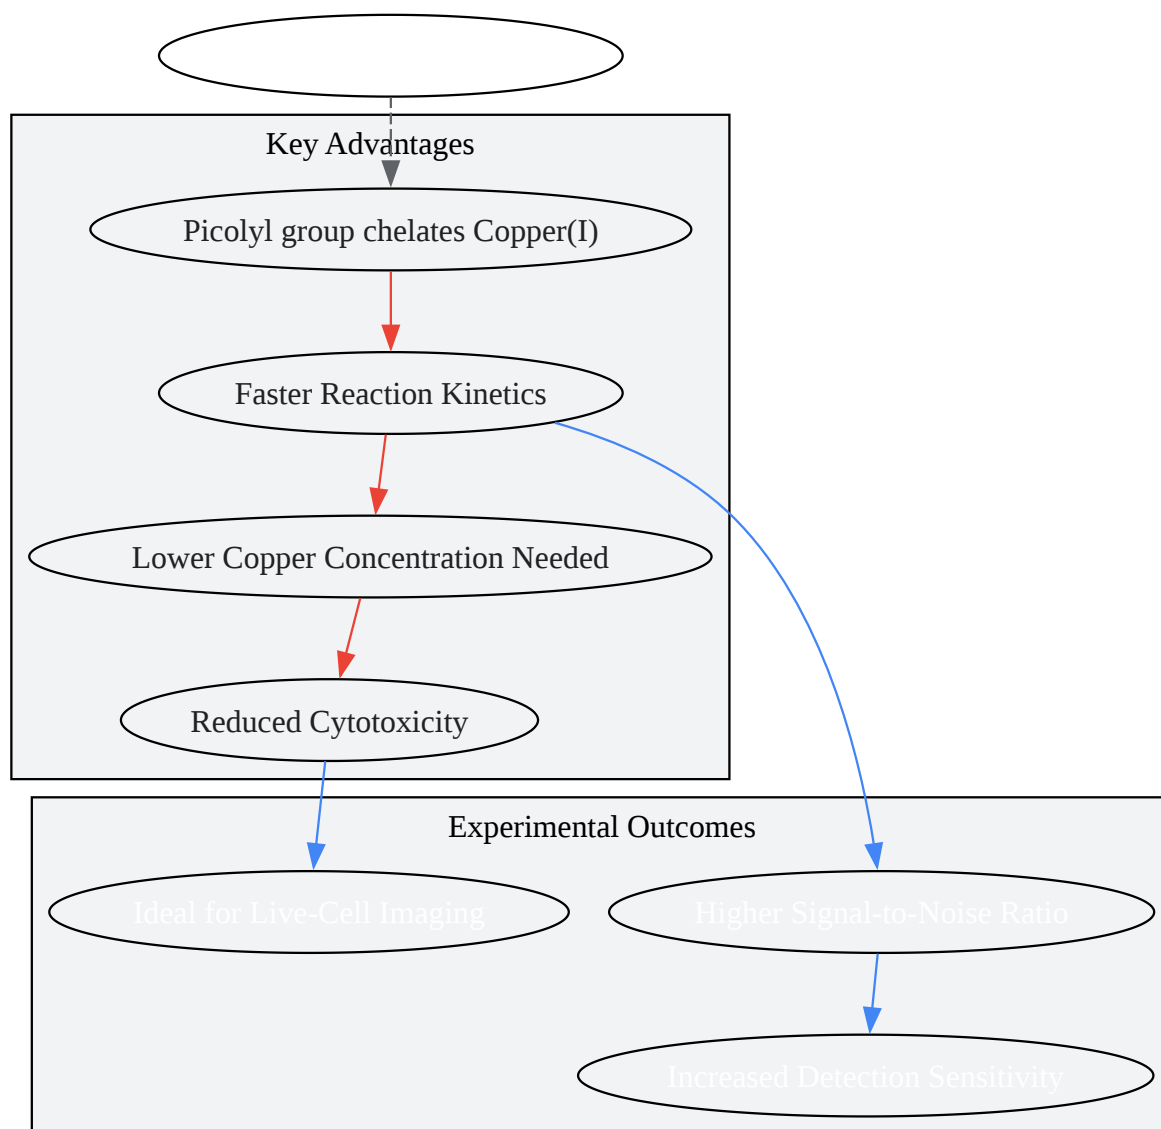 Key Advantages
Picolyl group chelates Copper(I)
Faster Reaction Kinetics
Lower Copper Concentration Needed
Reduced Cytotoxicity
Experimental Outcomes
Ideal for Live-Cell Imaging
Higher Signal-to-Noise Ratio
Increased Detection Sensitivity